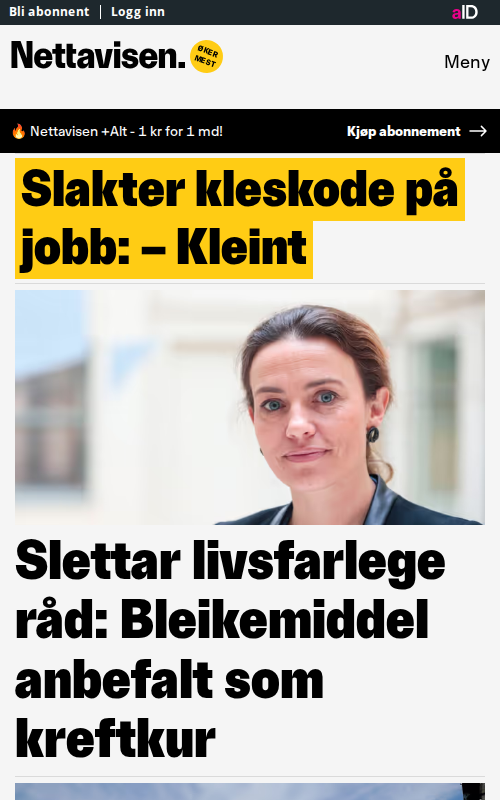 Bli abonnent | Logg inn
aID
Nettavisen.
ØKER
MEST
Meny
🔥 Nettavisen +Alt - 1 kr for 1 md!
Kjøp abonnement →
Slakter kleskode på
jobb: – Kleint
Slettar livsfarlege
råd: Bleikemiddel
anbefalt som
kreftkur